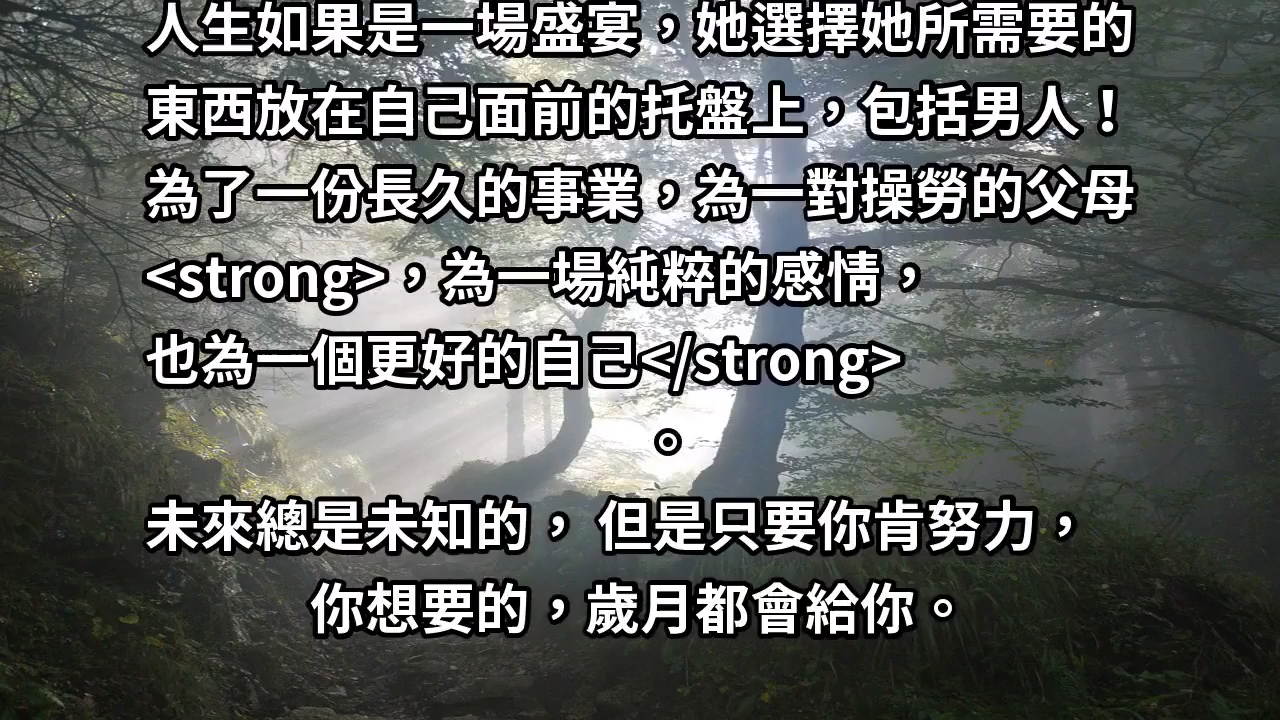 人生如果是一場盛宴，她選擇她所需要的
東西放在自己面前的托盤上，包括男人！
為了一份長久的事業，為一對操勞的父母
<strong>，為一場純粹的感情，
也為一個更好的自己</strong>
。
未來總是未知的， 但是只要你肯努力，
你想要的，歲月都會給你。